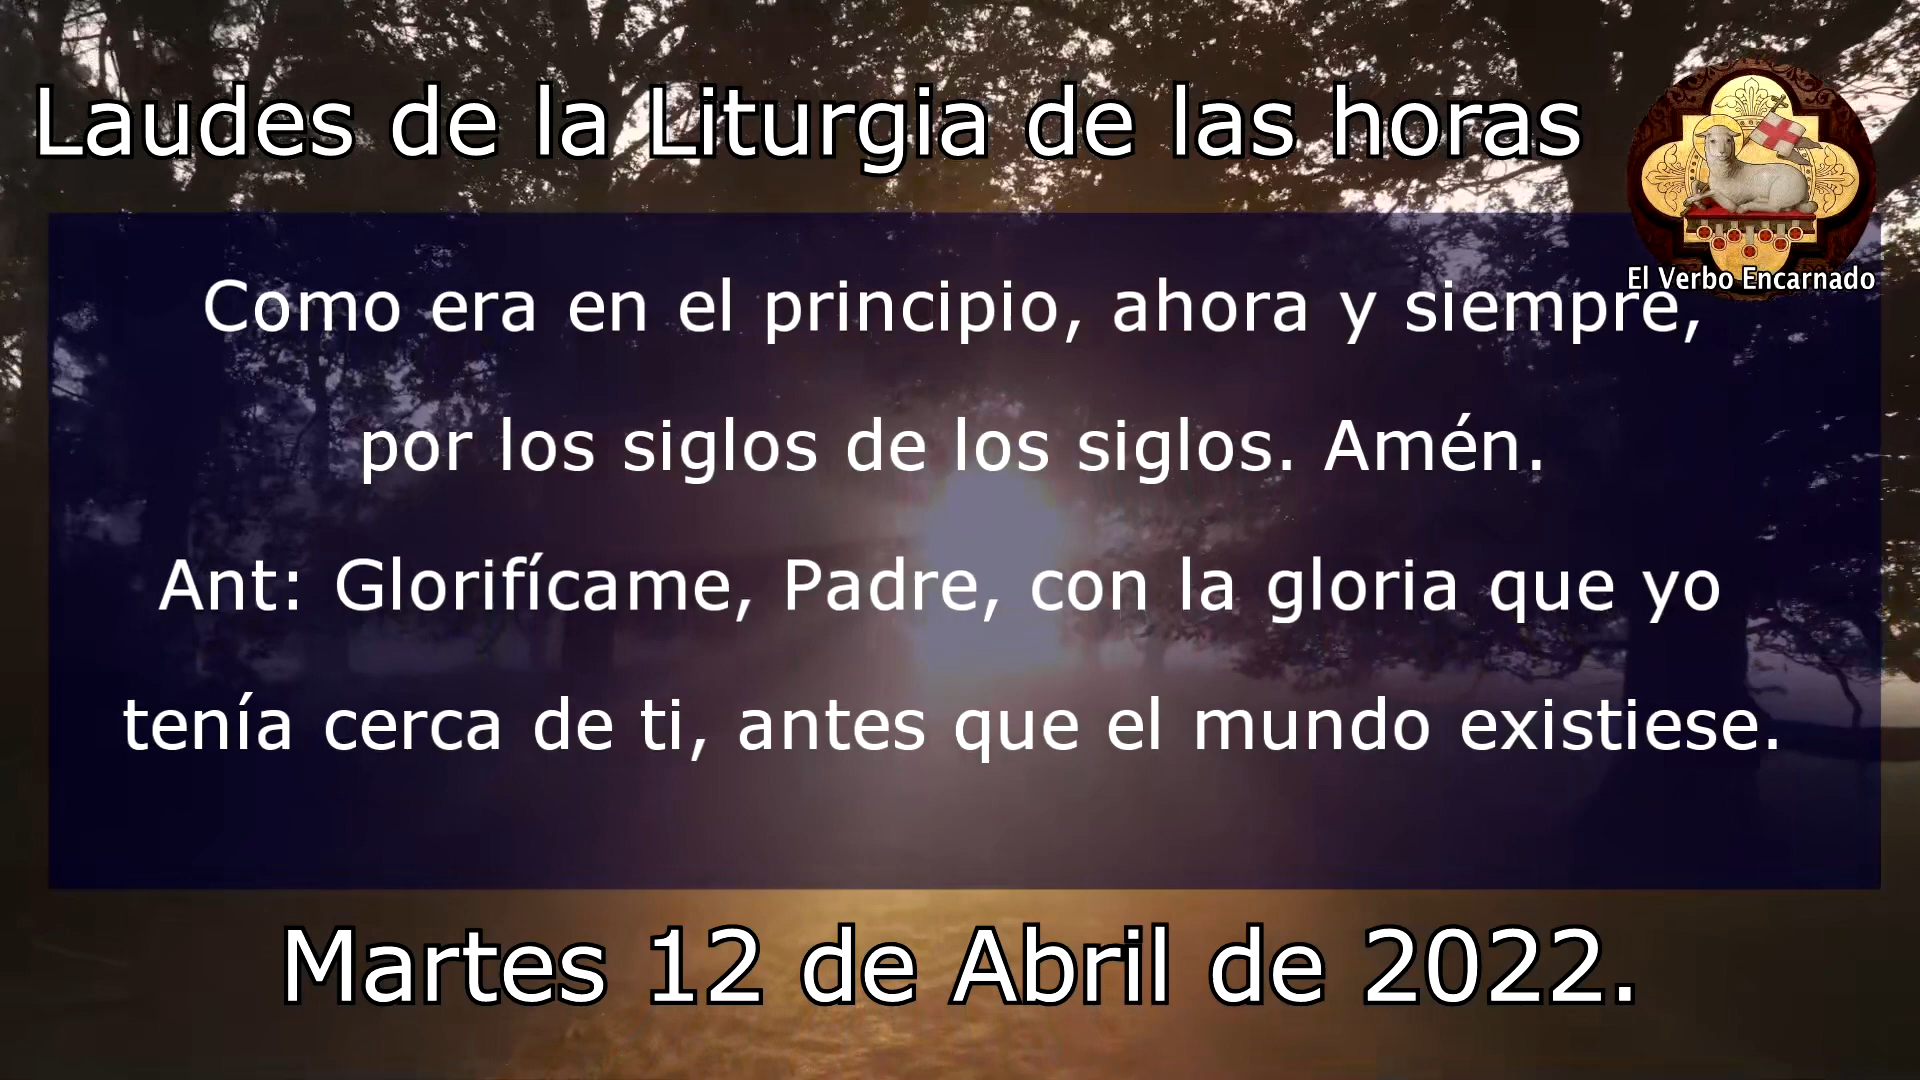 Laudes de la Liturgia de las horas
El Verbo Encarnado
Como era en el principio, ahora y siempre,
por los siglos de los siglos. Amén.
Ant: Glorifícame, Padre, con la gloria que yo
tenía cerca de ti, antes que el mundo existiese.
Martes 12 de Abril de 2022.